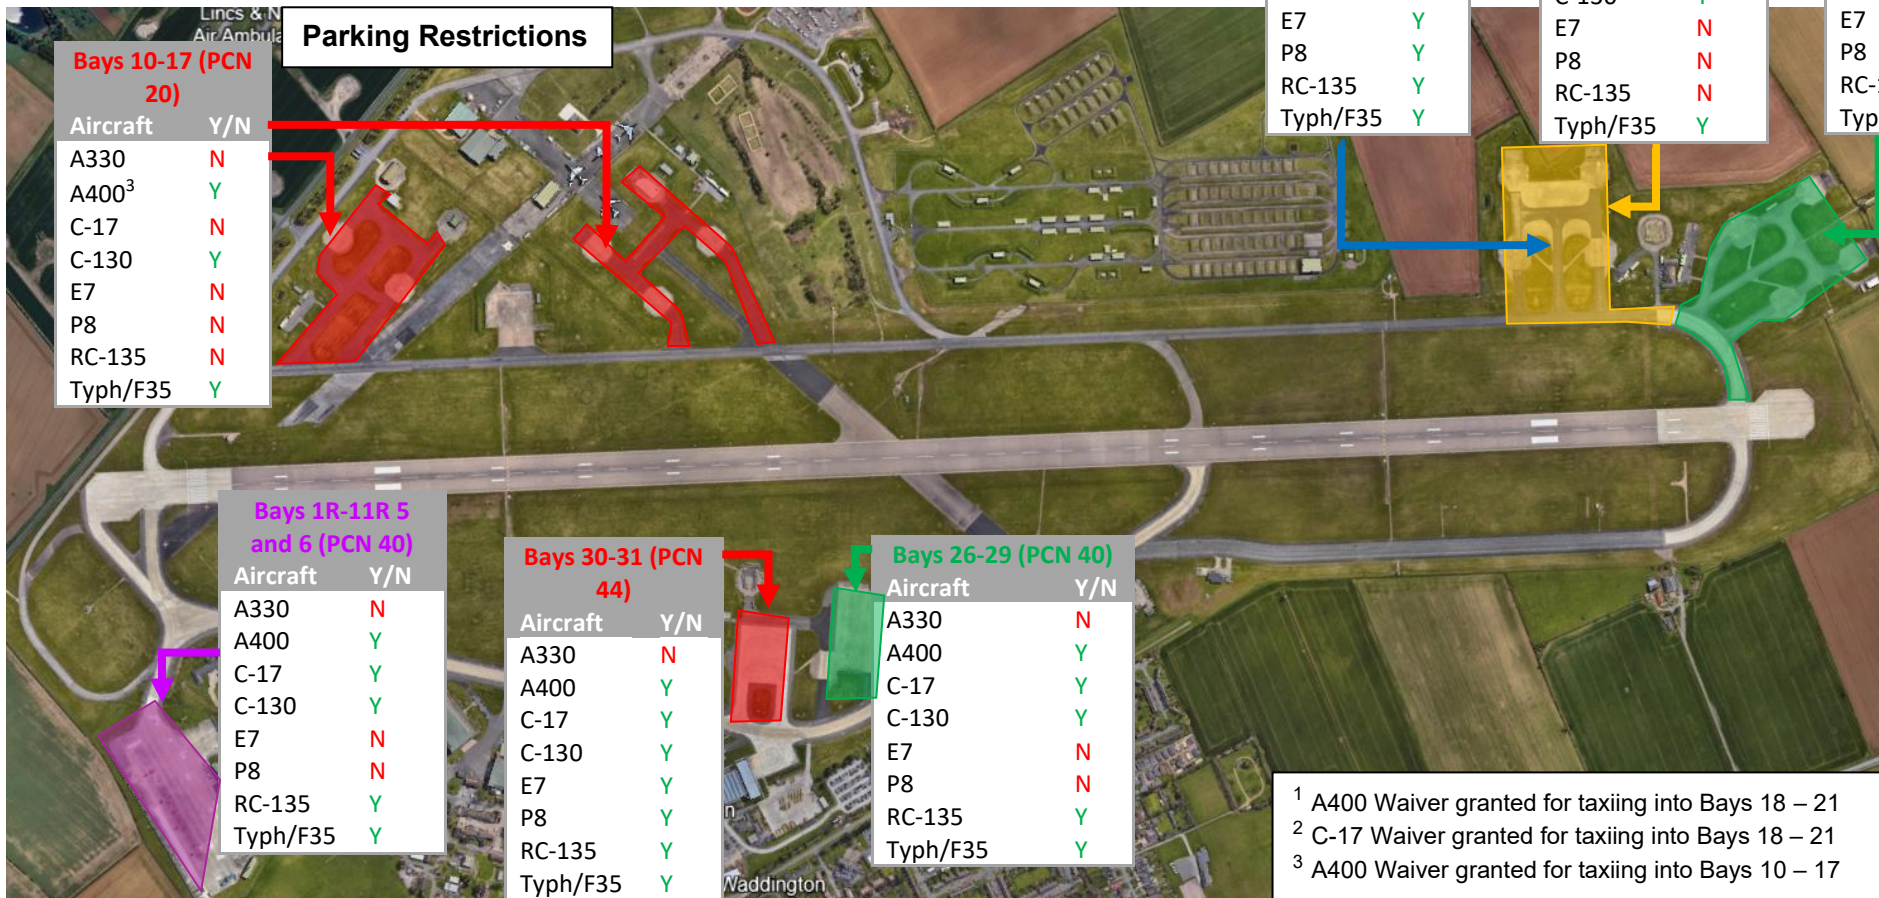 Lincs & N
Air Ambula
Parking Restrictions
Bays 10-17 (PCN
20)
Aircraft Y/N
A330 N
A400³ Y
C-17 N
C-130 Y
E7 N
P8 N
RC-135 N
Typh/F35 Y
E7 Y
P8 Y
RC-135 Y
Typh/F35 Y
C-130 Y
E7 N
P8 N
RC-135 N
Typh/F35 Y
E7
P8
RC-
Typ
Bays 1R-11R 5
and 6 (PCN 40)
Aircraft Y/N
A330 N
A400 Y
C-17 Y
C-130 Y
E7 N
P8 N
RC-135 Y
Typh/F35 Y
Bays 30-31 (PCN
44)
Aircraft Y/N
A330 N
A400 Y
C-17 Y
C-130 Y
E7 Y
P8 Y
RC-135 Y
Typh/F35 Y
Bays 26-29 (PCN 40)
Aircraft Y/N
A330 N
A400 Y
C-17 Y
C-130 Y
E7 N
P8 N
RC-135 Y
Typh/F35 Y
n
Waddington
¹ A400 Waiver granted for taxiing into Bays 18 – 21
² C-17 Waiver granted for taxiing into Bays 18 – 21
³ A400 Waiver granted for taxiing into Bays 10 – 17